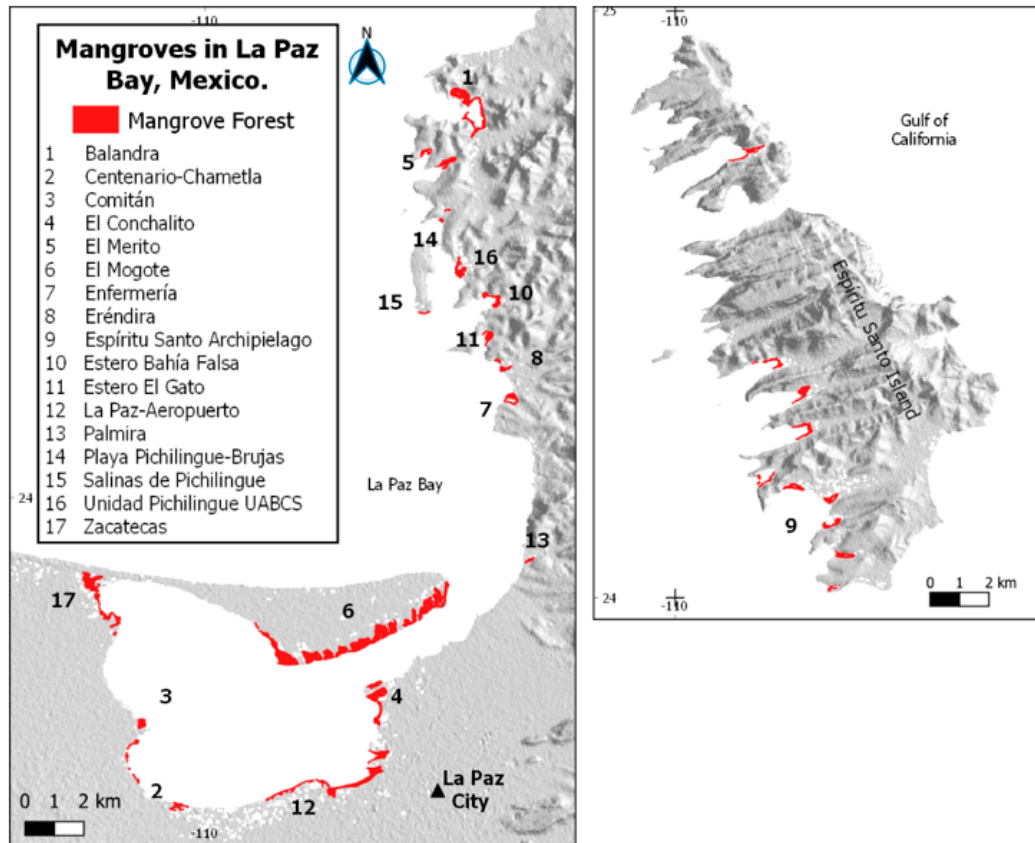 -110
Mangroves in La Paz
Bay, Mexico.
Mangrove Forest
1 Balandra
2 Centenario-Chametla
3 Comitán
4 El Conchalito
5 El Merito
6 El Mogote
7 Enfermería
8 Eréndira
9 Espíritu Santo Archipielago
10 Estero Bahía Falsa
11 Estero El Gato
12 La Paz-Aeropuerto
13 Palmira
14 Playa Pichilingue-Brujas
15 Salinas de Pichilingue
16 Unidad Pichilingue UABCS
17 Zacatecas
N
1
5
14
16
15
10
11
8
7
24
La Paz Bay
13
17
6
3
4
2
12
La Paz
City
0 1 2 km
-110
25
-110
Gulf of
California
Espíritu Santo Island
9
0 1 2 km
24
-110